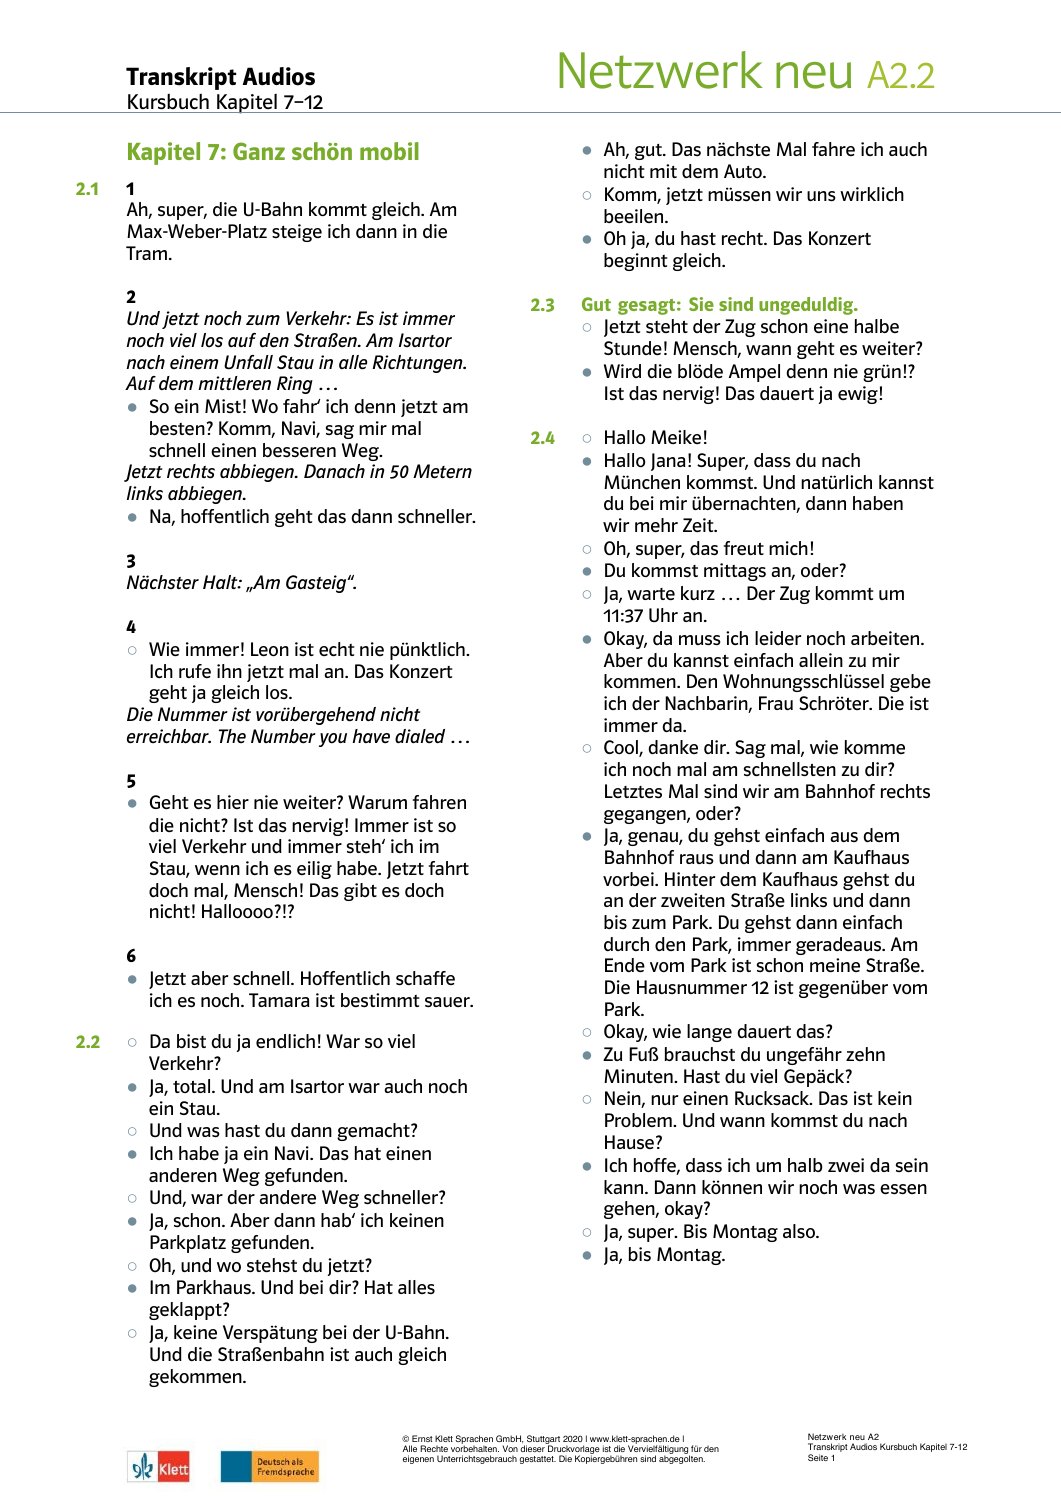 Transkript Audios
Kursbuch Kapitel 7–12
Netzwerk neu A2.2
Kapitel 7: Ganz schön mobil
2.1 1
Ah, super, die U-Bahn kommt gleich. Am
Max-Weber-Platz steige ich dann in die
Tram.
2
Und jetzt noch zum Verkehr: Es ist immer
noch viel los auf den Straßen. Am Isartor
nach einem Unfall Stau in alle Richtungen.
Auf dem mittleren Ring …
● So ein Mist! Wo fahr‘ ich denn jetzt am
besten? Komm, Navi, sag mir mal
schnell einen besseren Weg.
Jetzt rechts abbiegen. Danach in 50 Metern
links abbiegen.
● Na, hoffentlich geht das dann schneller.
3
Nächster Halt: „Am Gasteig“.
4
○ Wie immer! Leon ist echt nie pünktlich.
Ich rufe ihn jetzt mal an. Das Konzert
geht ja gleich los.
Die Nummer ist vorübergehend nicht
erreichbar. The Number you have dialed …
5
● Geht es hier nie weiter? Warum fahren
die nicht? Ist das nervig! Immer ist so
viel Verkehr und immer steh‘ ich im
Stau, wenn ich es eilig habe. Jetzt fahrt
doch mal, Mensch! Das gibt es doch
nicht! Halloooo?!?
6
● Jetzt aber schnell. Hoffentlich schaffe
ich es noch. Tamara ist bestimmt sauer.
2.2 ○ Da bist du ja endlich! War so viel
Verkehr?
● Ja, total. Und am Isartor war auch noch
ein Stau.
○ Und was hast du dann gemacht?
● Ich habe ja ein Navi. Das hat einen
anderen Weg gefunden.
○ Und, war der andere Weg schneller?
● Ja, schon. Aber dann hab‘ ich keinen
Parkplatz gefunden.
○ Oh, und wo stehst du jetzt?
● Im Parkhaus. Und bei dir? Hat alles
geklappt?
○ Ja, keine Verspätung bei der U-Bahn.
Und die Straßenbahn ist auch gleich
gekommen.
● Ah, gut. Das nächste Mal fahre ich auch
nicht mit dem Auto.
○ Komm, jetzt müssen wir uns wirklich
beeilen.
● Oh ja, du hast recht. Das Konzert
beginnt gleich.
2.3 Gut gesagt: Sie sind ungeduldig.
○ Jetzt steht der Zug schon eine halbe
Stunde! Mensch, wann geht es weiter?
● Wird die blöde Ampel denn nie grün!?
Ist das nervig! Das dauert ja ewig!
2.4 ○ Hallo Meike!
● Hallo Jana! Super, dass du nach
München kommst. Und natürlich kannst
du bei mir übernachten, dann haben
wir mehr Zeit.
○ Oh, super, das freut mich!
● Du kommst mittags an, oder?
○ Ja, warte kurz … Der Zug kommt um
11:37 Uhr an.
● Okay, da muss ich leider noch arbeiten.
Aber du kannst einfach allein zu mir
kommen. Den Wohnungsschlüssel gebe
ich der Nachbarin, Frau Schröter. Die ist
immer da.
○ Cool, danke dir. Sag mal, wie komme
ich noch mal am schnellsten zu dir?
Letztes Mal sind wir am Bahnhof rechts
gegangen, oder?
● Ja, genau, du gehst einfach aus dem
Bahnhof raus und dann am Kaufhaus
vorbei. Hinter dem Kaufhaus gehst du
an der zweiten Straße links und dann
bis zum Park. Du gehst dann einfach
durch den Park, immer geradeaus. Am
Ende vom Park ist schon meine Straße.
Die Hausnummer 12 ist gegenüber vom
Park.
○ Okay, wie lange dauert das?
● Zu Fuß brauchst du ungefähr zehn
Minuten. Hast du viel Gepäck?
○ Nein, nur einen Rucksack. Das ist kein
Problem. Und wann kommst du nach
Hause?
● Ich hoffe, dass ich um halb zwei da sein
kann. Dann können wir noch was essen
gehen, okay?
○ Ja, super. Bis Montag also.
● Ja, bis Montag.
Klett
Deutsch als
Fremdsprache
© Ernst Klett Sprachen GmbH, Stuttgart 2020 | www.klett-sprachen.de |
Alle Rechte vorbehalten. Von dieser Druckvorlage ist die Vervielfältigung für den
eigenen Unterrichtsgebrauch gestattet. Die Kopiergebühren sind abgegolten.
Netzwerk neu A2
Transkript Audios Kursbuch Kapitel 7-12
Seite 1